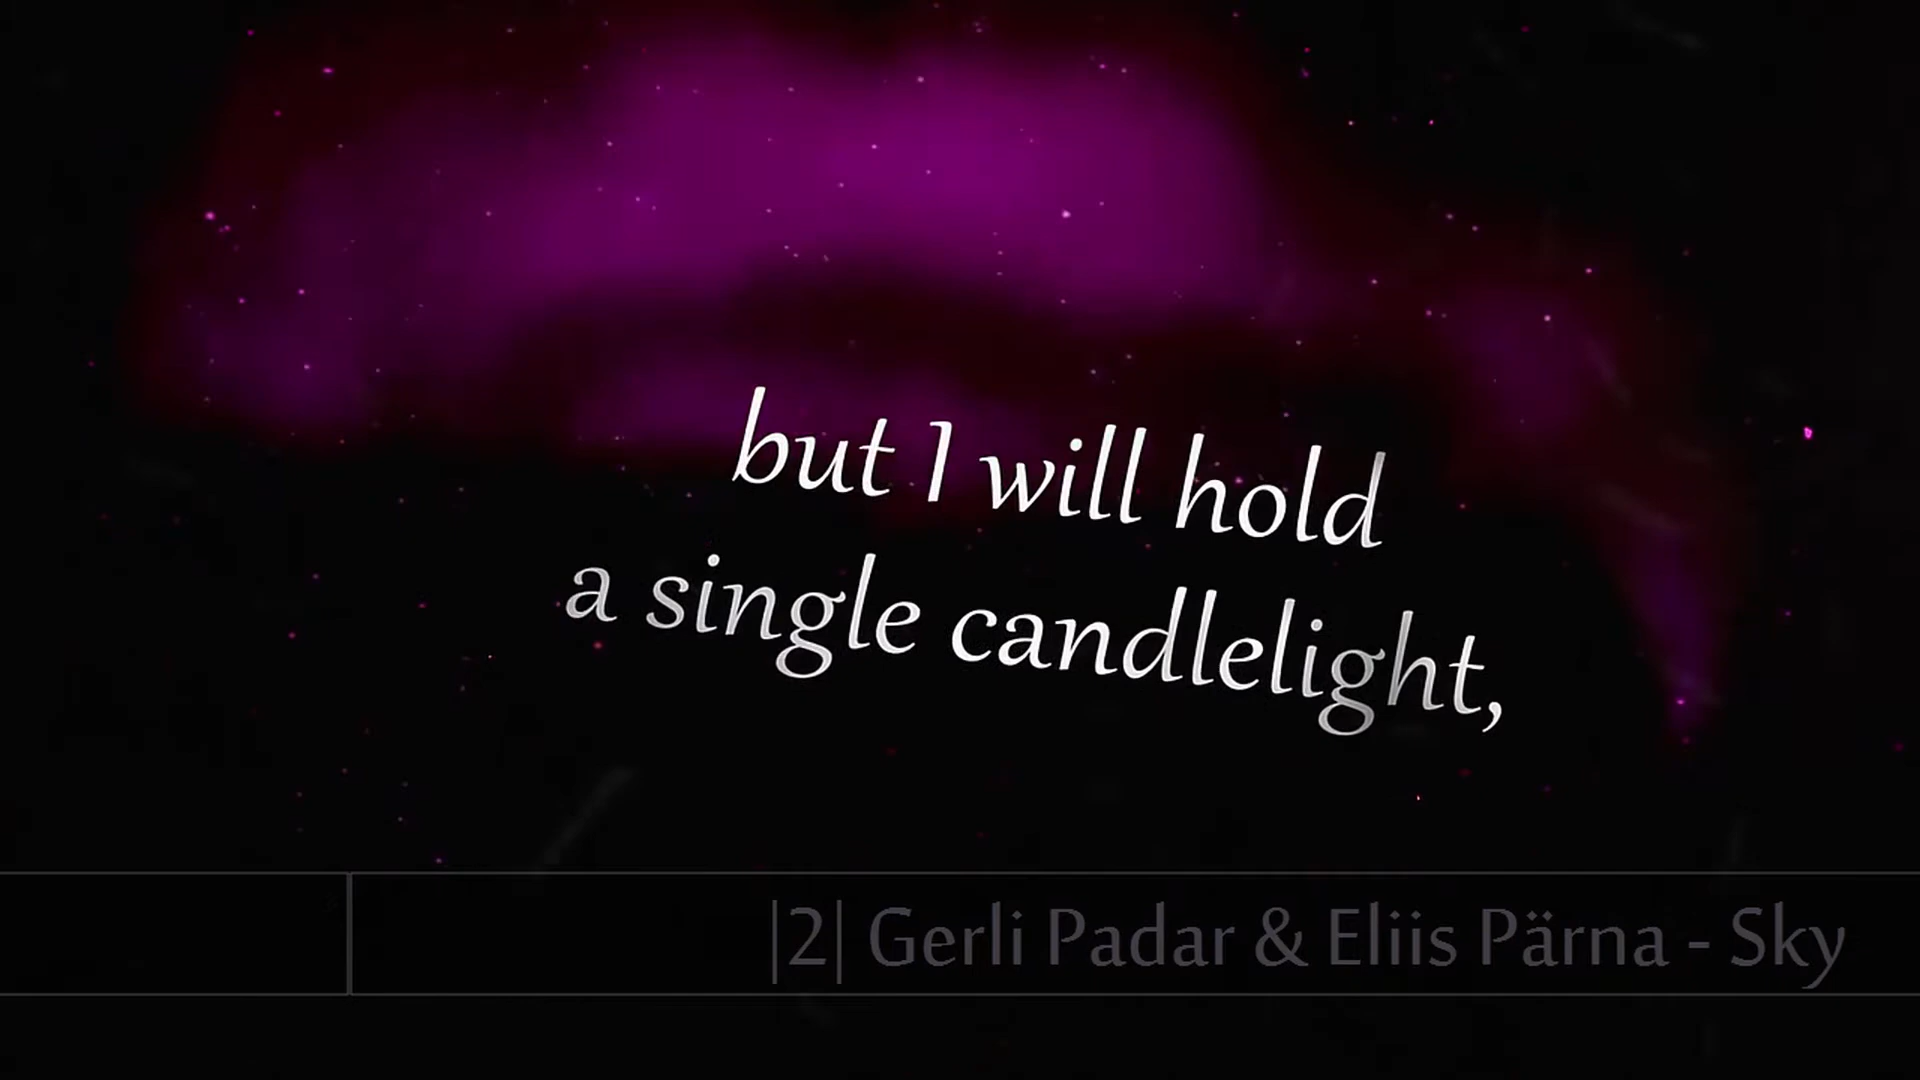 but I will hold
a single candlelight,
|2| Gerli Padar & Eliis Pärna - Sky